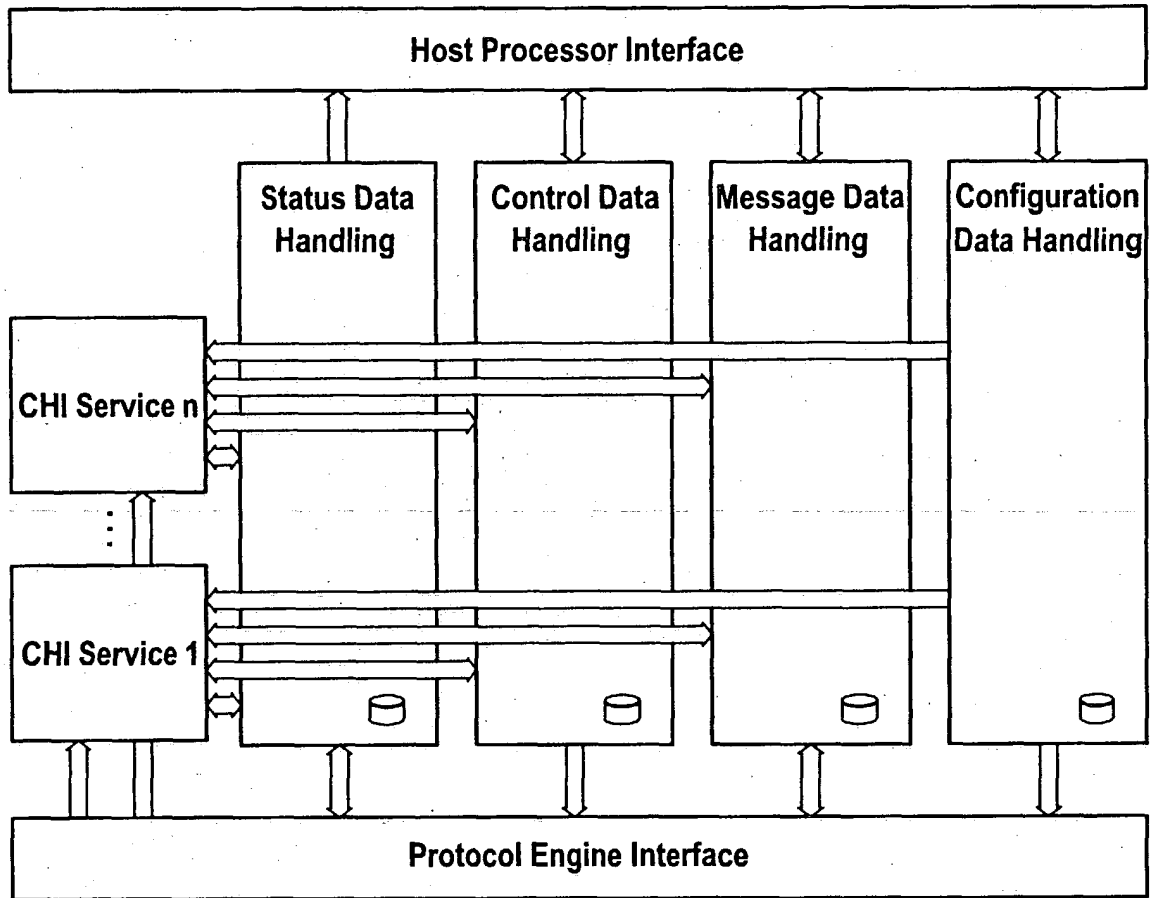 Host Processor Interface
Status Data
Handling
Control Data
Handling
Message Data
Handling
Configuration
Data Handling
CHI Service n
...
CHI Service 1
Protocol Engine Interface